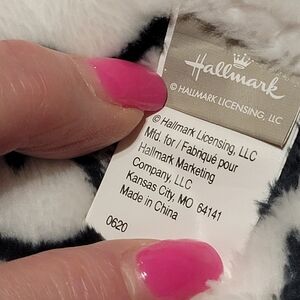 Hallmark
© HALLMARK LICENSING, LLC
© Hallmark Licensing, LLC
Mfd. for / Fabriqué pour
Hallmark Marketing
Company, LLC
Kansas City, MO 64141
Made in China
0620